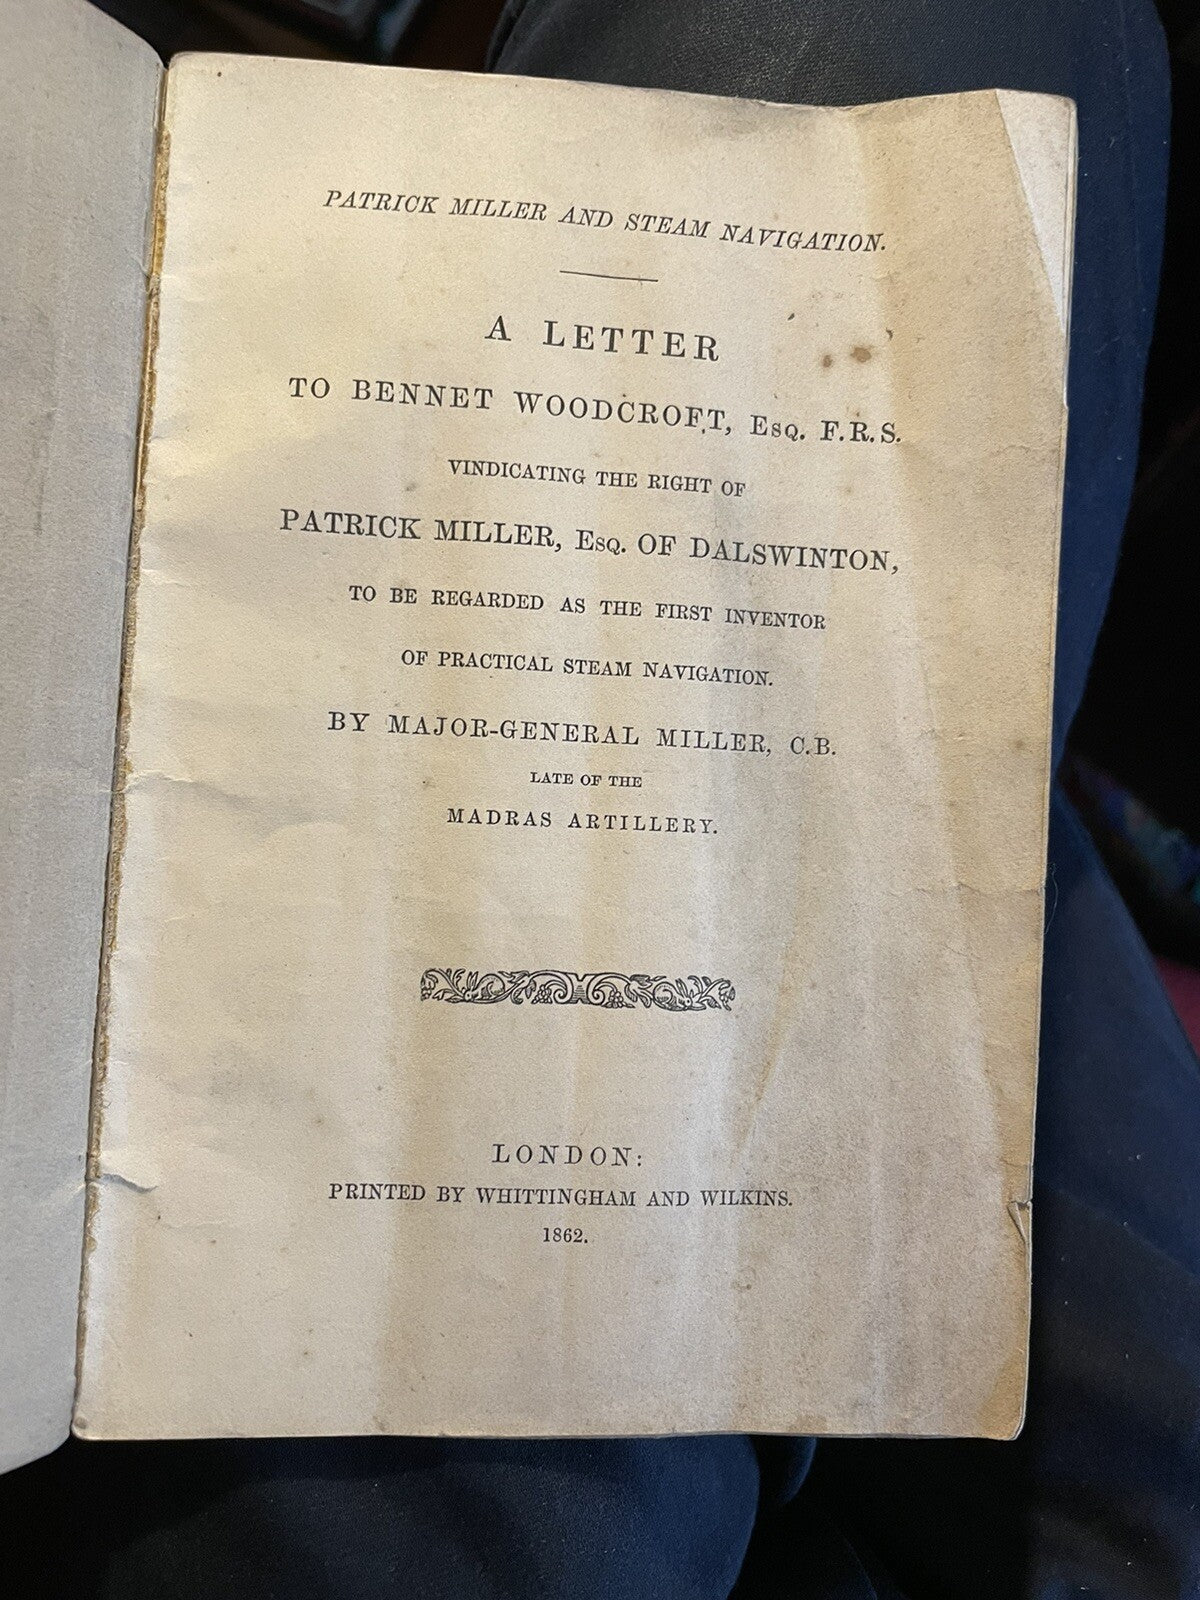 PATRICK MILLER AND STEAM NAVIGATION.
A LETTER
TO BENNET WOODCROFT, ESQ. F.R.S.
VINDICATING THE RIGHT OF
PATRICK MILLER, ESQ. OF DALSWINTON,
TO BE REGARDED AS THE FIRST INVENTOR
OF PRACTICAL STEAM NAVIGATION.
BY MAJOR-GENERAL MILLER, C.B.
LATE OF THE
MADRAS ARTILLERY.
LONDON:
PRINTED BY WHITTINGHAM AND WILKINS.
1862.